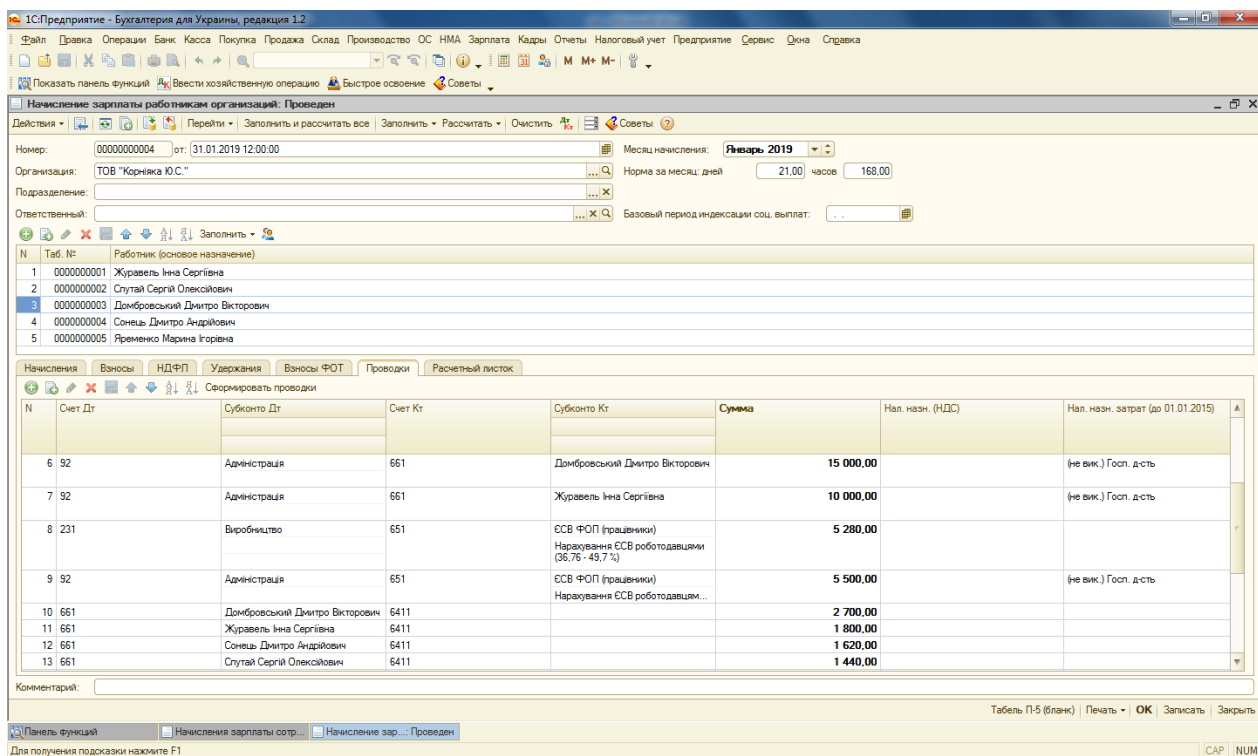 1С:Предприятие - Бухгалтерия для Украины, редакция 1.2
Файл Правка Операции Банк Касса Покупка Продажа Склад Производство ОС НМА Зарплата Кадры Отчеты Налоговый учет Предприятие Сервис Окна Справка
M M+ M-
Показать панель функций Ввести хозяйственную операцию Быстрое освоение Советы
Начисление зарплаты работникам организаций: Проведен
Действия Перейти Заполнить и рассчитать все Заполнить Рассчитать Очистить Дт Кт Советы
Номер: 00000000004 от: 31.01.2019 12:00:00 Месяц начисления: Январь 2019
Организация: ТОВ "Корніяка Ю.С." Норма за месяц: дней 21,00 часов 168,00
Подразделение:
Ответственный: Базовый период индексации соц. выплат: . .
Заполнить
N Таб. № Работник (основое назначение)
1 0000000001 Журавель Інна Сергіївна
2 0000000002 Спутай Сергій Олексійович
3 0000000003 Домбровський Дмитро Вікторович
4 0000000004 Сонець Дмитро Андрійович
5 0000000005 Яременко Марина Ігорівна
Начисления Взносы НДФЛ Удержания Взносы ФОТ Проводки Расчетный листок
Сформировать проводки
N Счет Дт Субконто Дт Счет Кт Субконто Кт Сумма Нал. назн. (НДС) Нал. назн. затрат (до 01.01.2015)
6 92 Адміністрація 661 Домбровський Дмитро Вікторович 15 000,00 (не вик.) Госп. д-сть
7 92 Адміністрація 661 Журавель Інна Сергіївна 10 000,00 (не вик.) Госп. д-сть
8 231 Виробництво 651 ЄСВ ФОП (працівники) 5 280,00
Нарахування ЄСВ роботодавцями
(36,76 - 49,7 %)
9 92 Адміністрація 651 ЄСВ ФОП (працівники) 5 500,00 (не вик.) Госп. д-сть
Нарахування ЄСВ роботодавцям...
10 661 Домбровський Дмитро Вікторович 6411 2 700,00
11 661 Журавель Інна Сергіївна 6411 1 800,00
12 661 Сонець Дмитро Андрійович 6411 1 620,00
13 661 Спутай Сергій Олексійович 6411 1 440,00
Комментарий:
Табель П-5 (бланк) Печать OK Записать Закрыть
Панель функций Начисления зарплаты сотр... Начисление зар...: Проведен
Для получения подсказки нажмите F1 CAP NUM